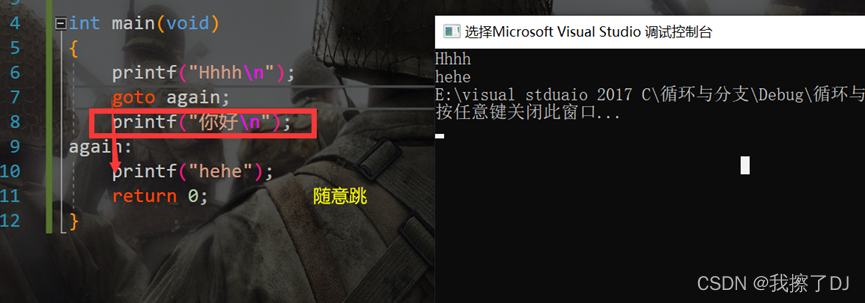 4 int main(void)
5 {
6 printf("Hhhh\n");
7 goto again;
8 printf("你好\n");
9 again:
10 printf("hehe");
11 return 0;
随意跳
12 }
选择Microsoft Visual Studio 调试控制台
Hhhh
hehe
E:\visual stduaio 2017 C\循环与分支\Debug\循环与
按任意键关闭此窗口...
CSDN @我擦了DJ